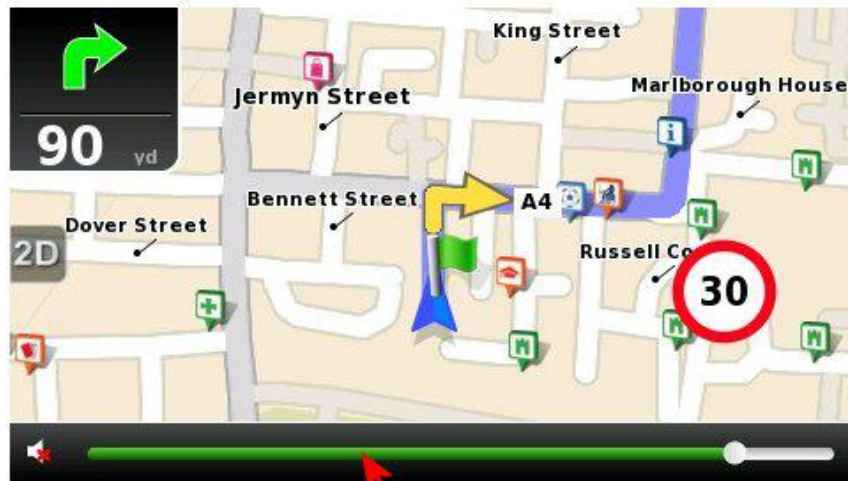 King Street
Marlborough House
Jermyn Street
90 yd
Bennett Street
A4
Dover Street
2D
Russell Co
30